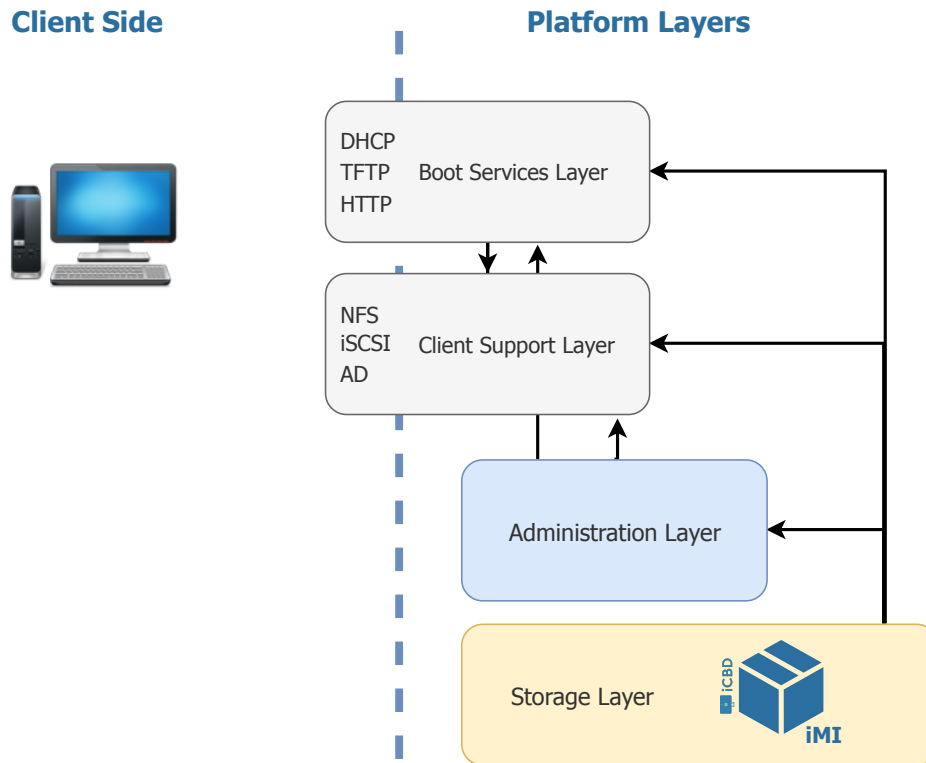 Client Side
Platform Layers
DHCP
TFTP
HTTP
Boot Services Layer
NFS
iSCSI
AD
Client Support Layer
Administration Layer
Storage Layer
iCBD
iMI